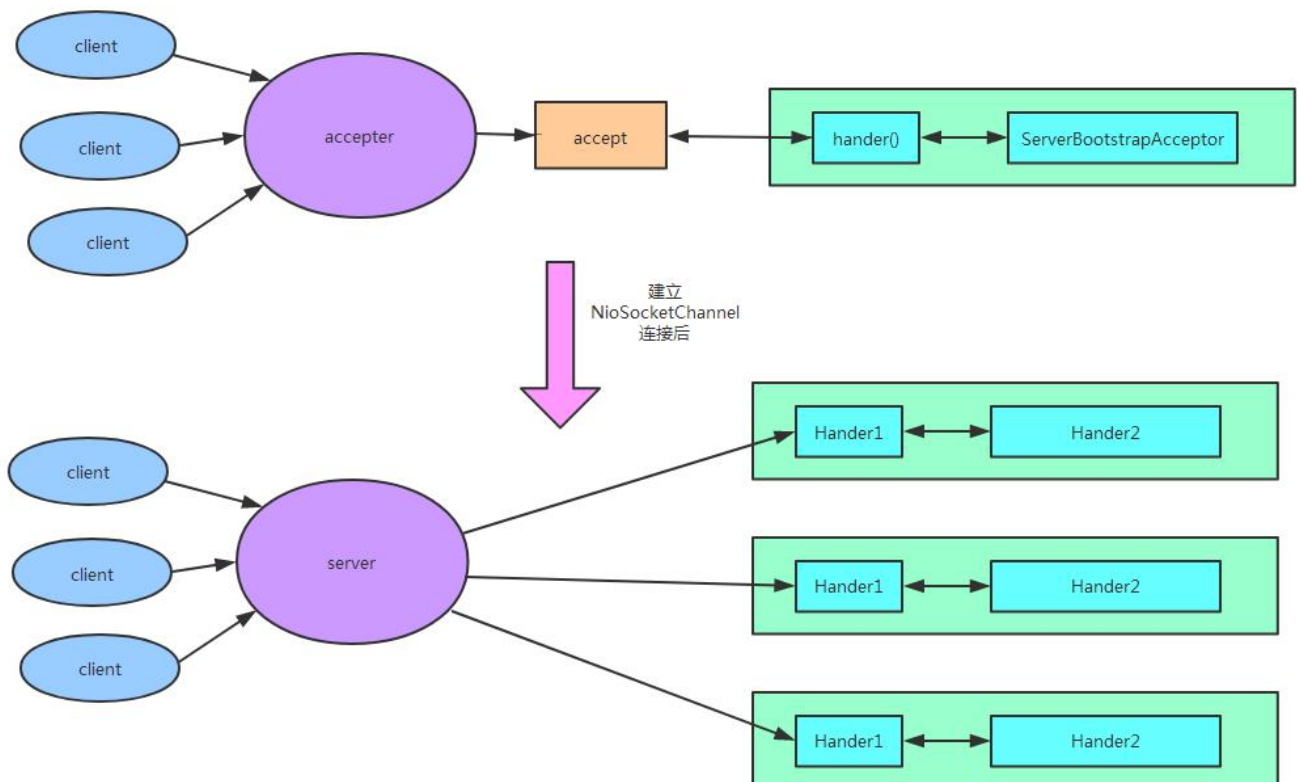 client
client
client
accepter
accept
hander()
ServerBootstrapAcceptor
建立
NioSocketChannel
连接后
client
client
client
server
Hander1
Hander2
Hander1
Hander2
Hander1
Hander2